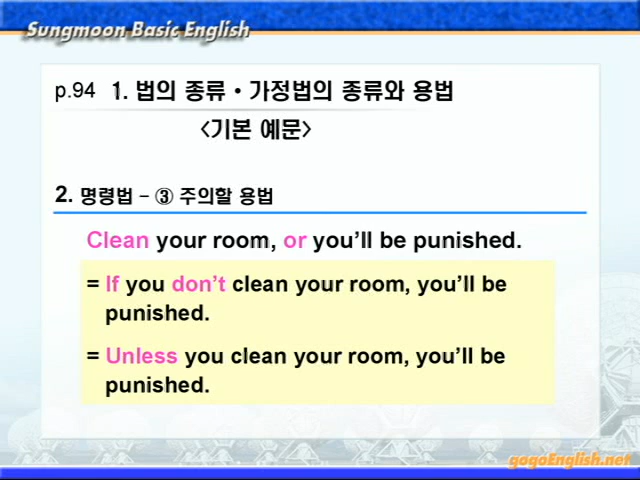 Sungmoon Basic English
p.94 1. 법의 종류 • 가정법의 종류와 용법
<기본 예문>
2. 명령법 - ③ 주의할 용법
Clean your room, or you’ll be punished.
= If you don’t clean your room, you’ll be
punished.
= Unless you clean your room, you’ll be
punished.
gogoEnglish.net